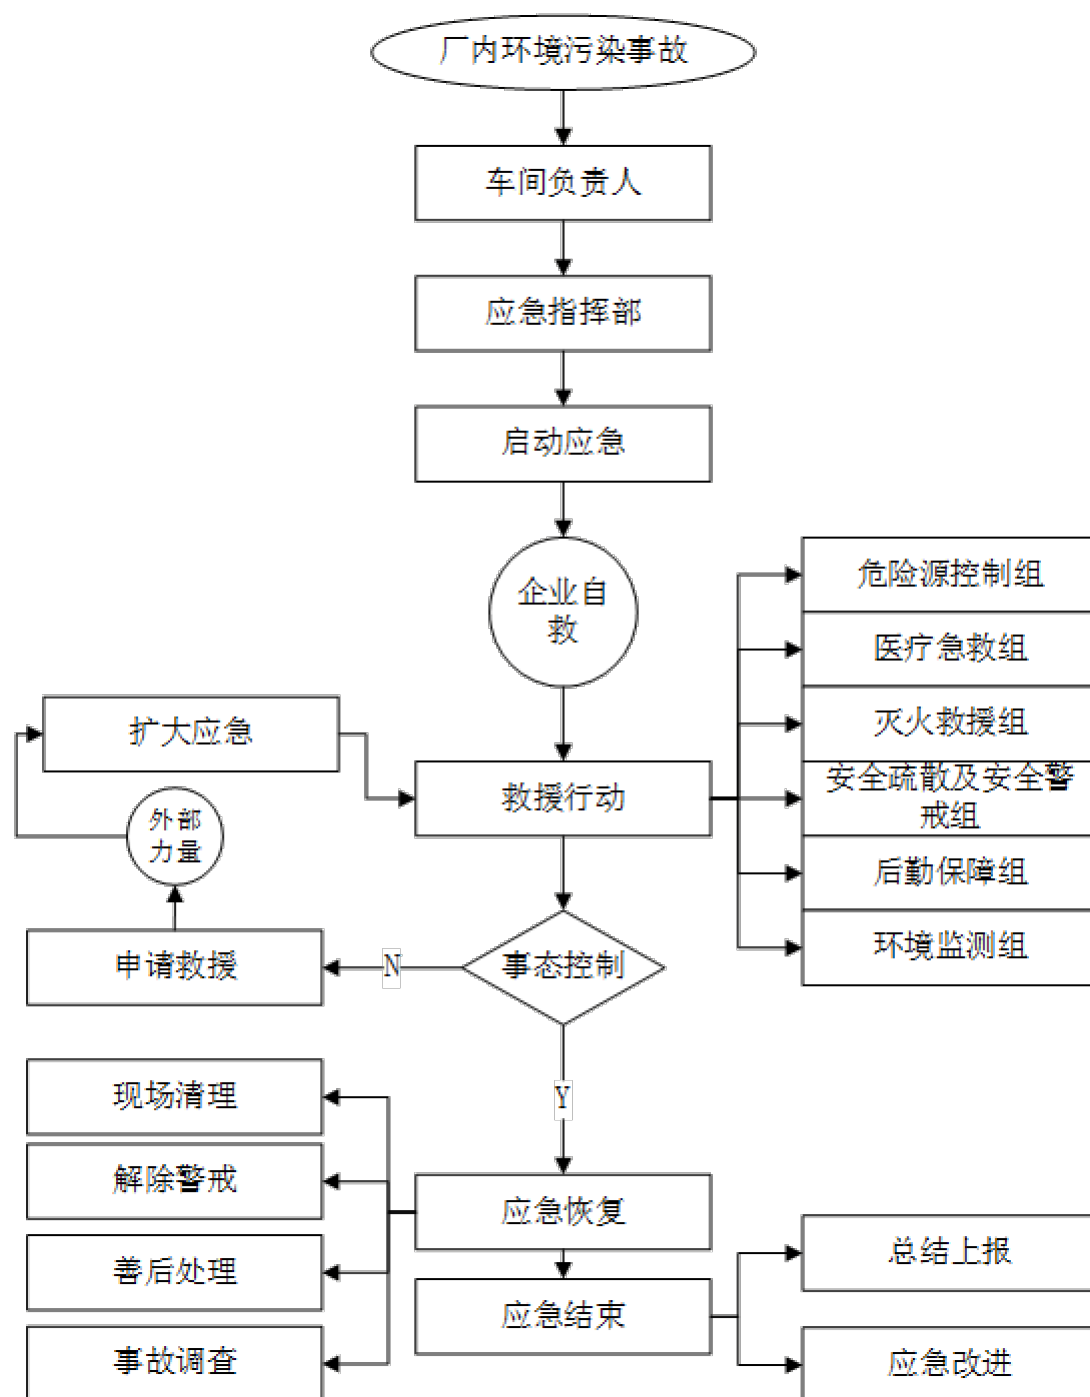 厂内环境污染事故
车间负责人
应急指挥部
启动应急
企业自
救
危险源控制组
医疗急救组
灭火救援组
安全疏散及安全警
戒组
后勤保障组
环境监测组
扩大应急
救援行动
外部
力量
申请救援
N
事态控制
Y
现场清理
解除警戒
善后处理
事故调查
应急恢复
应急结束
总结上报
应急改进